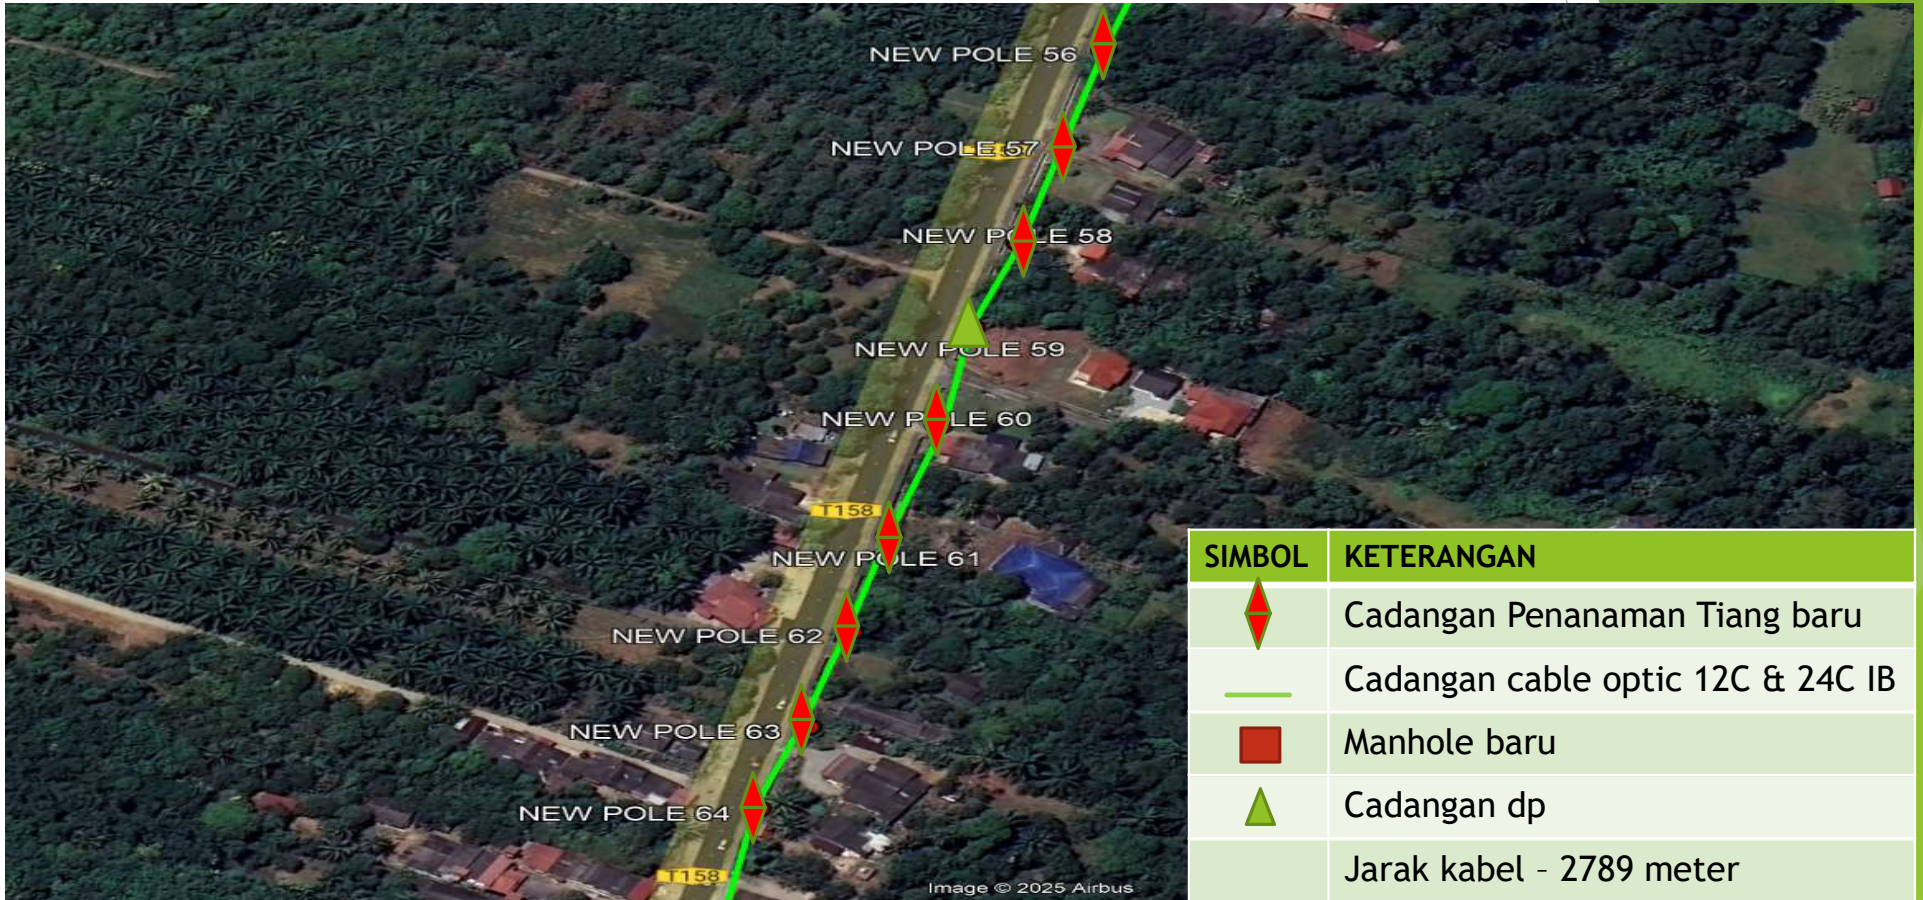 NEW POLE 56
NEW POLE 57
NEW POLE 58
NEW POLE 59
NEW POLE 60
T158
NEW POLE 61
NEW POLE 62
NEW POLE 63
NEW POLE 64
T158
Image © 2025 Airbus
SIMBOL KETERANGAN
Cadangan Penanaman Tiang baru
Cadangan cable optic 12C & 24C IB
Manhole baru
Cadangan dp
Jarak kabel – 2789 meter